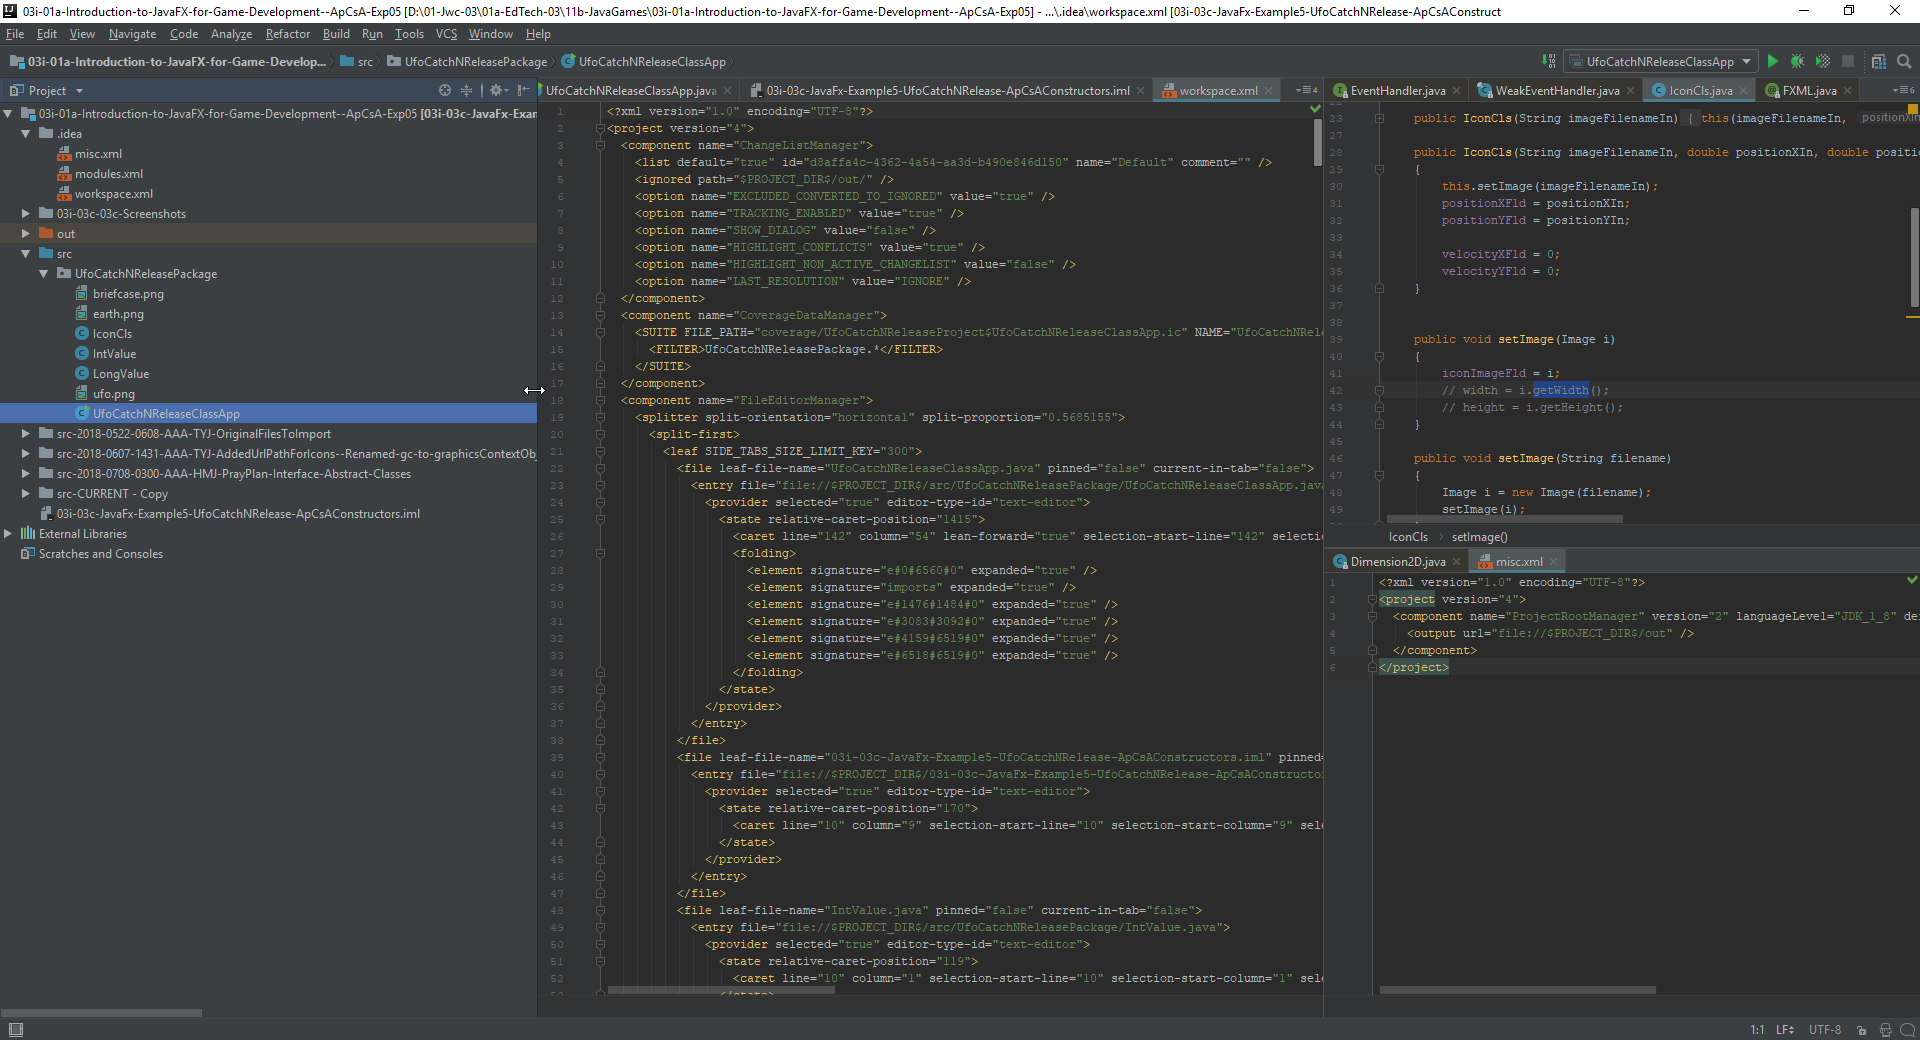 03i-01a-Introduction-to-JavaFX-for-Game-Development--ApCsA-Exp05 [D:\01-Jwc-03\01a-EdTech-03\11b-JavaGames\03i-01a-Introduction-to-JavaFX-for-Game-Development--ApCsA-Exp05] - ...\.idea\workspace.xml [03i-03c-JavaFx-Example5-UfoCatchNRelease-ApCsAConstruct
File Edit View Navigate Code Analyze Refactor Build Run Tools VCS Window Help
03i-01a-Introduction-to-JavaFX-for-Game-Develop... src UfoCatchNReleasePackage UfoCatchNReleaseClassApp UfoCatchNReleaseClassApp
Project
03i-01a-Introduction-to-JavaFX-for-Game-Development--ApCsA-Exp05 [03i-03c-JavaFx-Exar
.idea
misc.xml
modules.xml
workspace.xml
03i-03c-03c-Screenshots
out
src
UfoCatchNReleasePackage
briefcase.png
earth.png
IconCls
IntValue
LongValue
ufo.png
UfoCatchNReleaseClassApp
src-2018-0522-0608-AAA-TYJ-OriginalFilesToImport
src-2018-0607-1431-AAA-TYJ-AddedUrlPathForIcons--Renamed-gc-to-graphicsContextObj
src-2018-0708-0300-AAA-HMJ-PrayPlan-Interface-Abstract-Classes
src-CURRENT - Copy
03i-03c-JavaFx-Example5-UfoCatchNRelease-ApCsAConstructors.iml
External Libraries
Scratches and Consoles
UfoCatchNReleaseClassApp.java 03i-03c-JavaFx-Example5-UfoCatchNRelease-ApCsAConstructors.iml workspace.xml 4
1 <?xml version="1.0" encoding="UTF-8"?>
2 <project version="4">
3 <component name="ChangeListManager">
4 <list default="true" id="d8affa4c-4362-4a54-aa3d-b490e846d150" name="Default" comment="" />
5 <ignored path="$PROJECT_DIR$/out/" />
6 <option name="EXCLUDED_CONVERTED_TO_IGNORED" value="true" />
7 <option name="TRACKING_ENABLED" value="true" />
8 <option name="SHOW_DIALOG" value="false" />
9 <option name="HIGHLIGHT_CONFLICTS" value="true" />
10 <option name="HIGHLIGHT_NON_ACTIVE_CHANGELIST" value="false" />
11 <option name="LAST_RESOLUTION" value="IGNORE" />
12 </component>
13 <component name="CoverageDataManager">
14 <SUITE FILE_PATH="coverage/UfoCatchNReleaseProject$UfoCatchNReleaseClassApp.ic" NAME="UfoCatchNRel
15 <FILTER>UfoCatchNReleasePackage.*</FILTER>
16 </SUITE>
17 </component>
18 <component name="FileEditorManager">
19 <splitter split-orientation="horizontal" split-proportion="0.5685155">
20 <split-first>
21 <leaf SIDE_TABS_SIZE_LIMIT_KEY="300">
22 <file leaf-file-name="UfoCatchNReleaseClassApp.java" pinned="false" current-in-tab="false">
23 <entry file="file://$PROJECT_DIR$/src/UfoCatchNReleasePackage/UfoCatchNReleaseClassApp.jav
24 <provider selected="true" editor-type-id="text-editor">
25 <state relative-caret-position="1415">
26 <caret line="142" column="54" lean-forward="true" selection-start-line="142" selectio
27 <folding>
28 <element signature="e#0#6560#0" expanded="true" />
29 <element signature="imports" expanded="true" />
30 <element signature="e#1476#1484#0" expanded="true" />
31 <element signature="e#3083#3092#0" expanded="true" />
32 <element signature="e#4159#6519#0" expanded="true" />
33 <element signature="e#6518#6519#0" expanded="true" />
34 </folding>
35 </state>
36 </provider>
37 </entry>
38 </file>
39 <file leaf-file-name="03i-03c-JavaFx-Example5-UfoCatchNRelease-ApCsAConstructors.iml" pinned=
40 <entry file="file://$PROJECT_DIR$/03i-03c-JavaFx-Example5-UfoCatchNRelease-ApCsAConstructo
41 <provider selected="true" editor-type-id="text-editor">
42 <state relative-caret-position="170">
43 <caret line="10" column="9" selection-start-line="10" selection-start-column="9" sel
44 </state>
45 </provider>
46 </entry>
47 </file>
48 <file leaf-file-name="IntValue.java" pinned="false" current-in-tab="false">
49 <entry file="file://$PROJECT_DIR$/src/UfoCatchNReleasePackage/IntValue.java">
50 <provider selected="true" editor-type-id="text-editor">
51 <state relative-caret-position="119">
52 <caret line="10" column="1" selection-start-line="10" selection-start-column="1" sel
</state>
EventHandler.java WeakEventHandler.java IconCls.java FXML.java 6
23 public IconCls(String imageFilenameIn) { this(imageFilenameIn, positionXIn
27
28 public IconCls(String imageFilenameIn, double positionXIn, double positi
29 {
30 this.setImage(imageFilenameIn);
31 positionXFld = positionXIn;
32 positionYFld = positionYIn;
33
34 velocityXFld = 0;
35 velocityYFld = 0;
36 }
37
38
39 public void setImage(Image i)
40 {
41 iconImageFld = i;
42 // width = i.getWidth();
43 // height = i.getHeight();
44 }
45
46 public void setImage(String filename)
47 {
48 Image i = new Image(filename);
49 setImage(i);
IconCls setImage()
Dimension2D.java misc.xml
1 <?xml version="1.0" encoding="UTF-8"?>
2 <project version="4">
3 <component name="ProjectRootManager" version="2" languageLevel="JDK_1_8" de
4 <output url="file://$PROJECT_DIR$/out" />
5 </component>
6 </project>
1:1 LF UTF-8